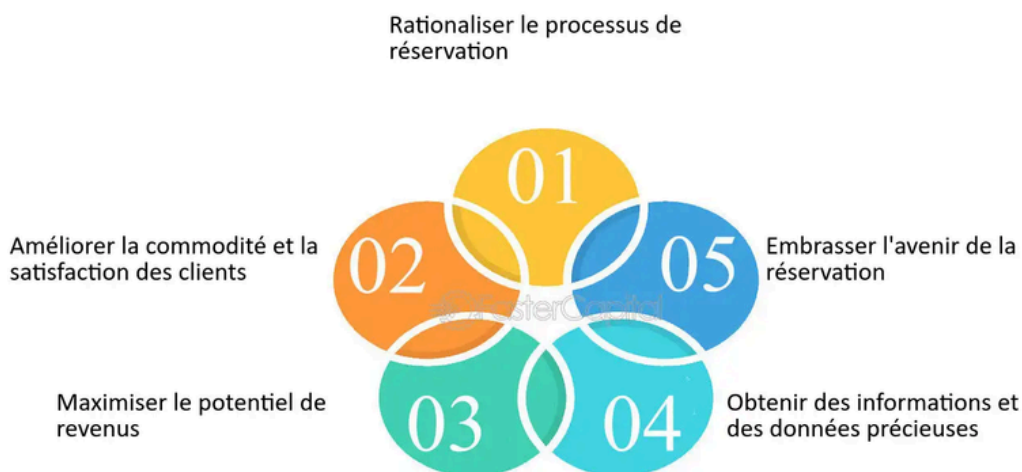 Rationaliser le processus de
réservation
01
Améliorer la commodité et la
satisfaction des clients
02
05
Embrasser l'avenir de la
réservation
FasterCapital
Maximiser le potentiel de
revenus
03
04
Obtenir des informations et
des données précieuses